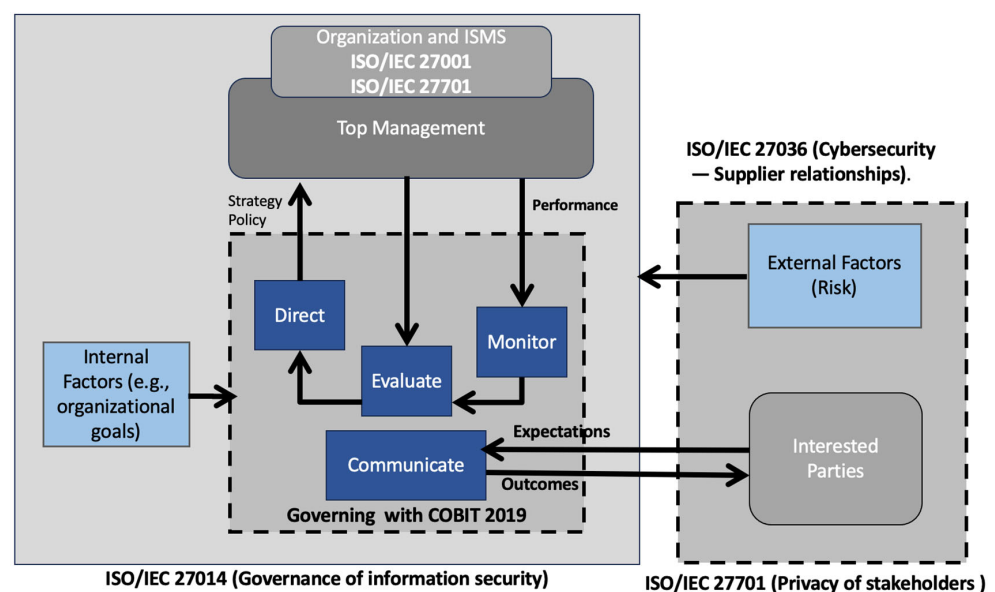 Organization and ISMS
ISO/IEC 27001
ISO/IEC 27701
Top Management
ISO/IEC 27036 (Cybersecurity
— Supplier relationships).
Strategy
Policy
Performance
External Factors
(Risk)
Direct
Monitor
Internal
Factors (e.g.,
organizational
goals)
Evaluate
Expectations
Interested
Parties
Communicate
Outcomes
Governing with COBIT 2019
ISO/IEC 27014 (Governance of information security)
ISO/IEC 27701 (Privacy of stakeholders )